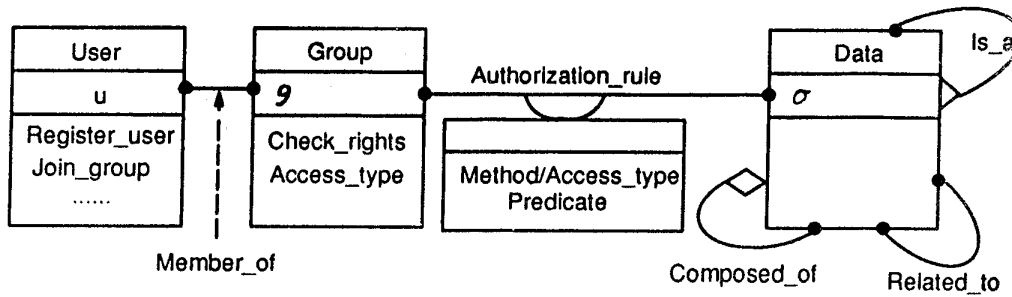 User
u
Register_user
Join_group
......
Member_of
Group
g
Check_rights
Access_type
Authorization_rule
Method/Access_type
Predicate
Data
σ
Is_a
Composed_of
Related_to